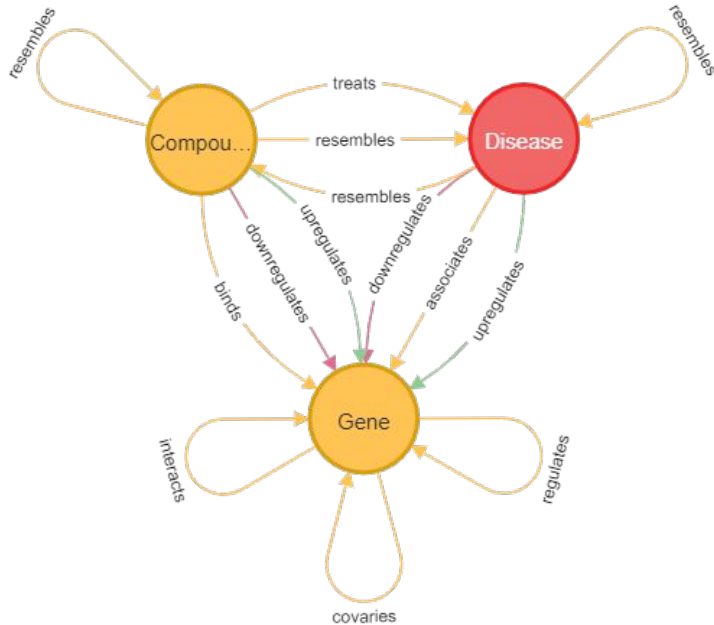 resembles
resembles
treats
Compou...
resembles
Disease
resembles
binds
downregulates
upregulates
downregulates
associates
upregulates
Gene
interacts
regulates
covaries